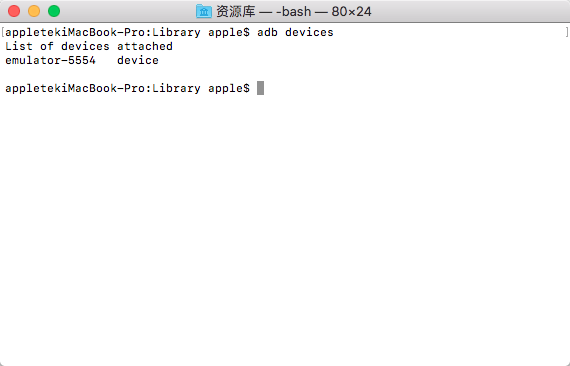 资源库 — -bash — 80×24
[appletekiMacBook-Pro:Library apple$ adb devices ]
List of devices attached
emulator-5554   device
appletekiMacBook-Pro:Library apple$